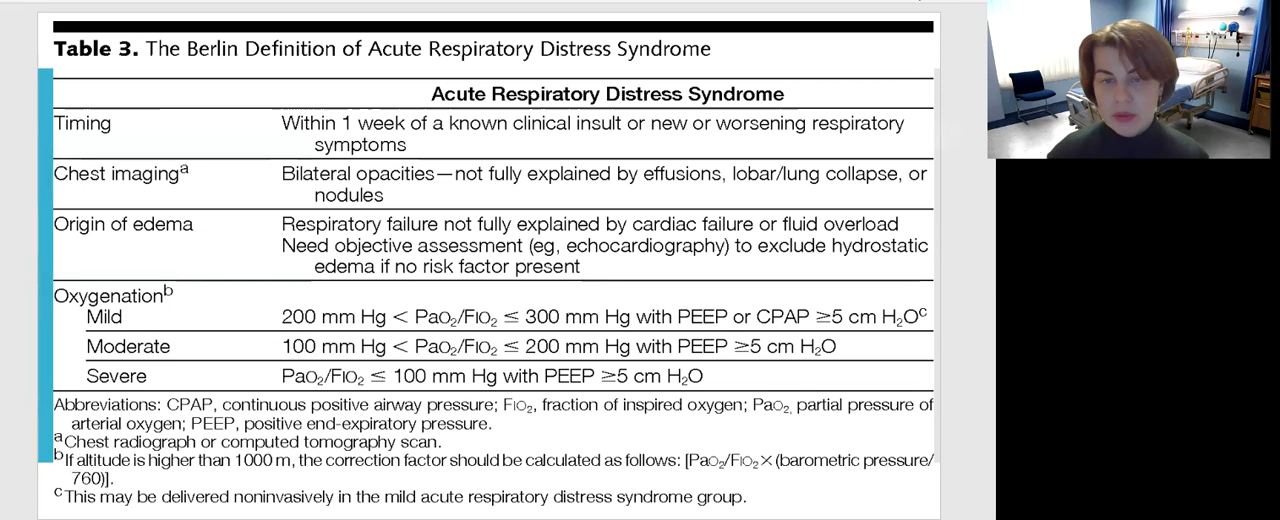 Table 3. The Berlin Definition of Acute Respiratory Distress Syndrome
Acute Respiratory Distress Syndrome
Timing Within 1 week of a known clinical insult or new or worsening respiratory
symptoms
Chest imagingᵃ Bilateral opacities—not fully explained by effusions, lobar/lung collapse, or
nodules
Origin of edema Respiratory failure not fully explained by cardiac failure or fluid overload
Need objective assessment (eg, echocardiography) to exclude hydrostatic
edema if no risk factor present
Oxygenationᵇ
Mild 200 mm Hg < PaO₂/FIO₂ ≤ 300 mm Hg with PEEP or CPAP ≥5 cm H₂Oᶜ
Moderate 100 mm Hg < PaO₂/FIO₂ ≤ 200 mm Hg with PEEP ≥5 cm H₂O
Severe PaO₂/FIO₂ ≤ 100 mm Hg with PEEP ≥5 cm H₂O
Abbreviations: CPAP, continuous positive airway pressure; FIO₂, fraction of inspired oxygen; PaO₂, partial pressure of
arterial oxygen; PEEP, positive end-expiratory pressure.
ᵃChest radiograph or computed tomography scan.
ᵇIf altitude is higher than 1000 m, the correction factor should be calculated as follows: [PaO₂/FIO₂×(barometric pressure/
760)].
ᶜThis may be delivered noninvasively in the mild acute respiratory distress syndrome group.